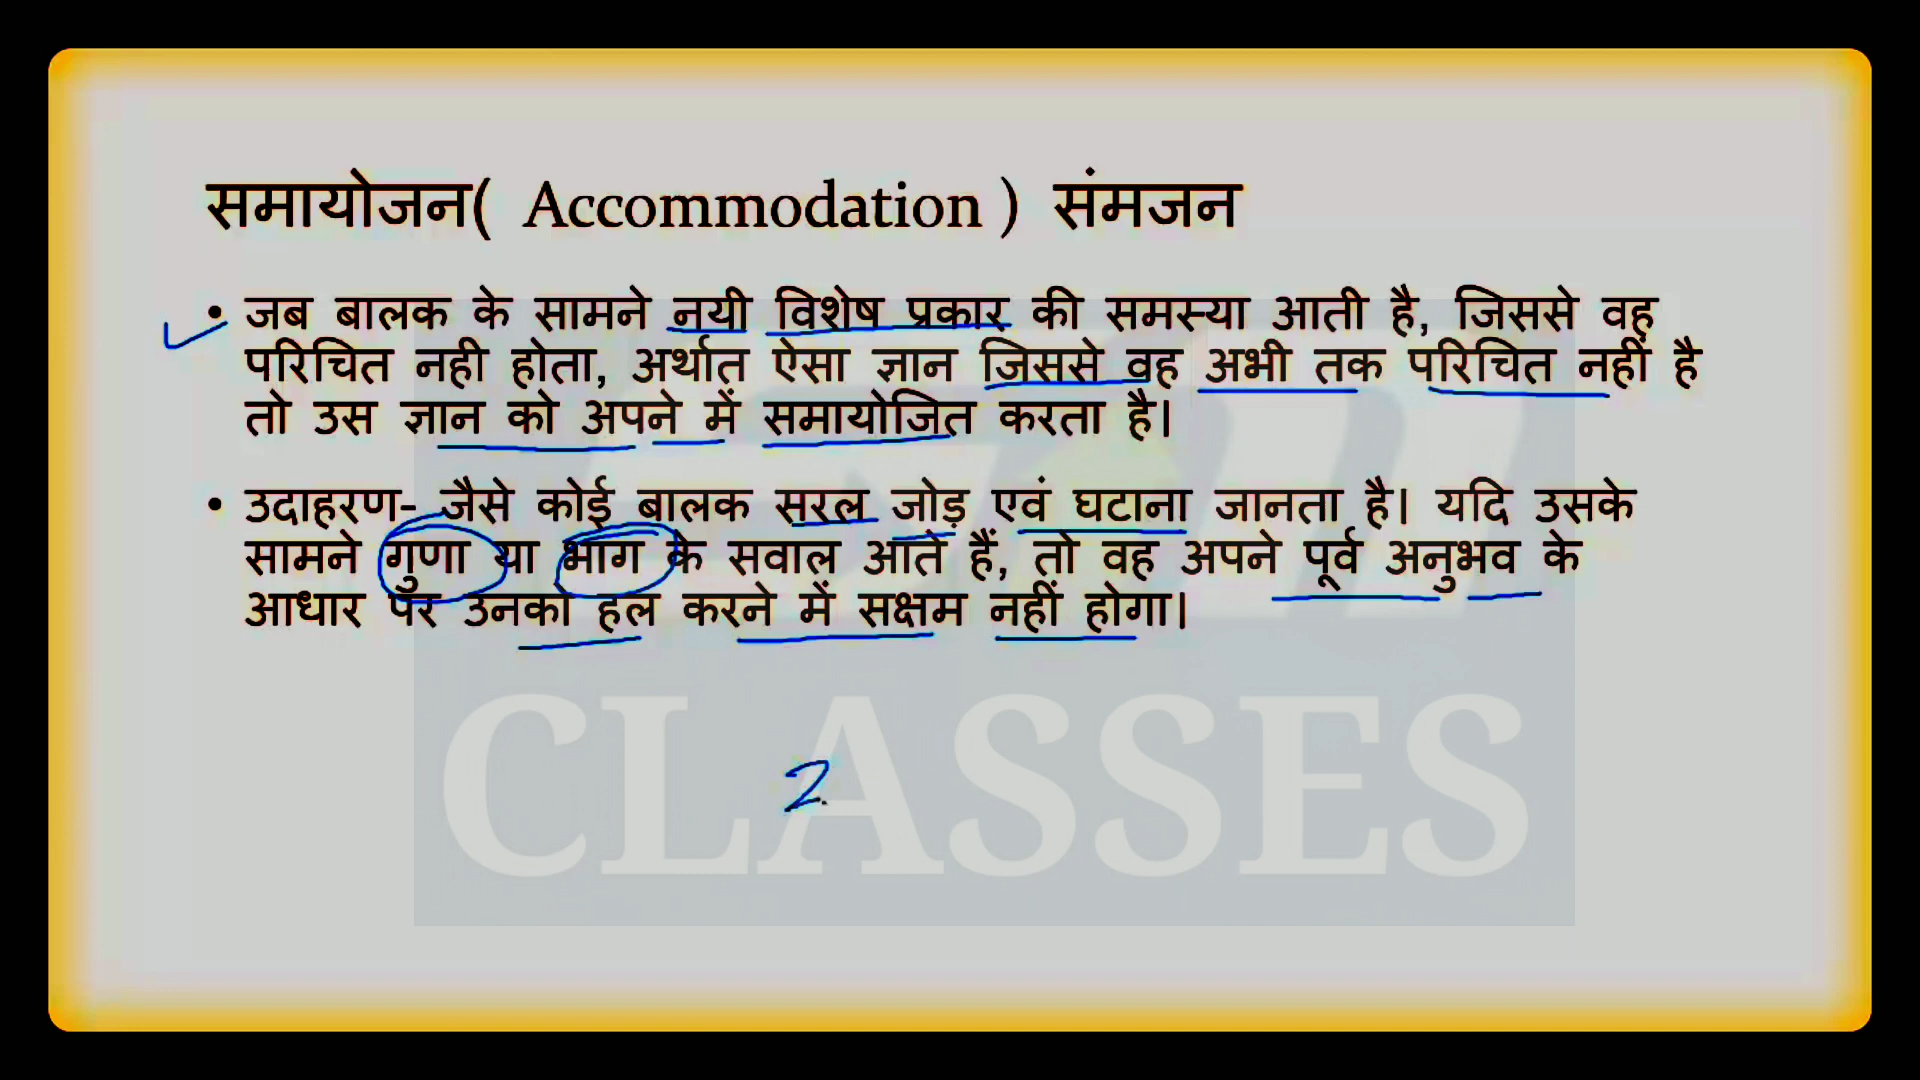 समायोजन( Accommodation ) संमजन
• जब बालक के सामने नयी विशेष प्रकार की समस्या आती है, जिससे वह
परिचित नही होता, अर्थात ऐसा ज्ञान जिससे वह अभी तक परिचित नहीं है
तो उस ज्ञान को अपने में समायोजित करता है।
• उदाहरण- जैसे कोई बालक सरल जोड़ एवं घटाना जानता है। यदि उसके
सामने गुणा या भाग के सवाल आते हैं, तो वह अपने पूर्व अनुभव के
आधार पर उनको हल करने में सक्षम नहीं होगा।
2
CLASSES